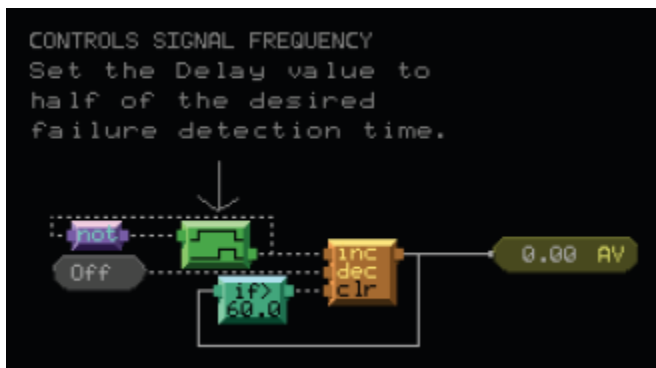 CONTROLS SIGNAL FREQUENCY
Set the Delay value to
half of the desired
failure detection time.
not
Off
inc
dec
clr
if>
60.0
0.00 AV